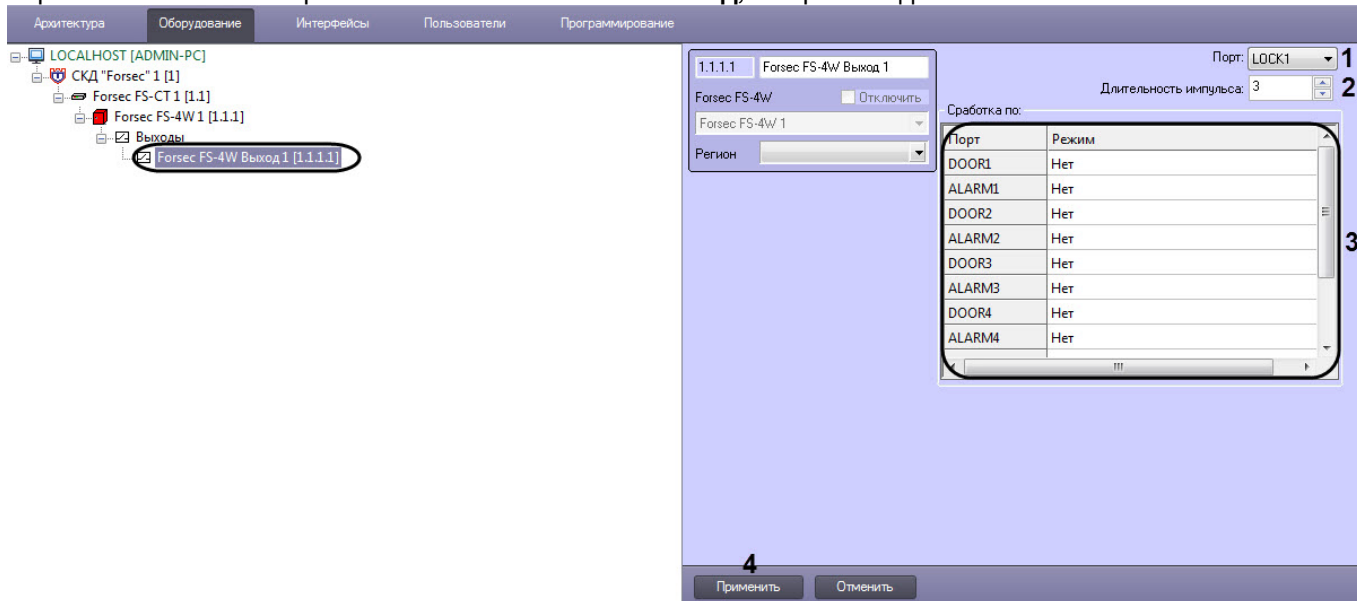 Архитектура Оборудование Интерфейсы Пользователи Программирование
LOCALHOST [ADMIN-PC]
СКД "Forsec" 1 [1]
Forsec FS-CT 1 [1.1]
Forsec FS-4W 1 [1.1.1]
Выходы
Forsec FS-4W Выход 1 [1.1.1.1]
1.1.1.1 Forsec FS-4W Выход 1
Forsec FS-4W Отключить
Forsec FS-4W 1
Регион
Порт: LOCK1 1
Длительность импульса: 3 2
Сработка по:
Порт Режим
DOOR1 Нет
ALARM1 Нет
DOOR2 Нет
ALARM2 Нет
3
DOOR3 Нет
ALARM3 Нет
DOOR4 Нет
ALARM4 Нет
4
Применить Отменить